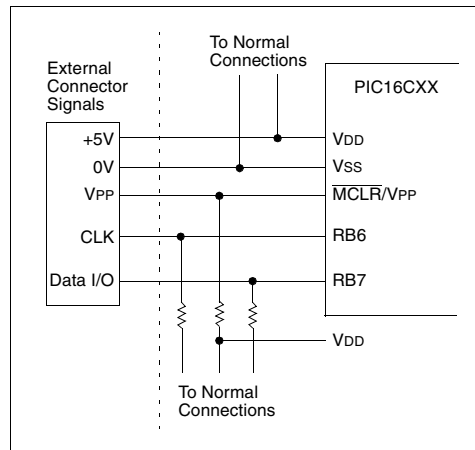 To Normal
Connections
External
Connector
Signals
PIC16CXX
+5V
VDD
0V
VSS
VPP
MCLR/VPP
CLK
RB6
Data I/O
RB7
VDD
To Normal
Connections